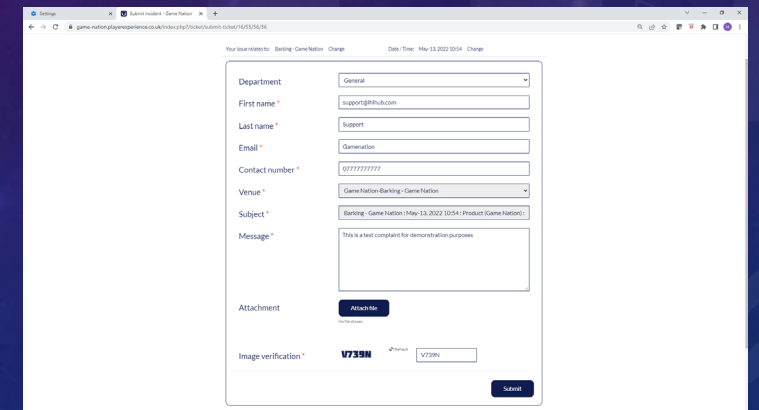 Settings
Submit incident - Game Nation
game-nation.playerexperience.co.uk/index.php?/ticket/submit-ticket/16/55/56/56
Your issue relates to: Barking - Game Nation Change Date / Time: May-13, 2022 10:54 Change
Department General
First name * support@lhlhub.com
Last name * Support
Email * Gamenation
Contact number * 07777777777
Venue * Game Nation-Barking - Game Nation
Subject * Barking - Game Nation : May-13, 2022 10:54 : Product (Game Nation) :
Message * This is a test complaint for demonstration purposes
Attachment Attach file
No file chosen
Image verification * V739N Refresh V739N
Submit